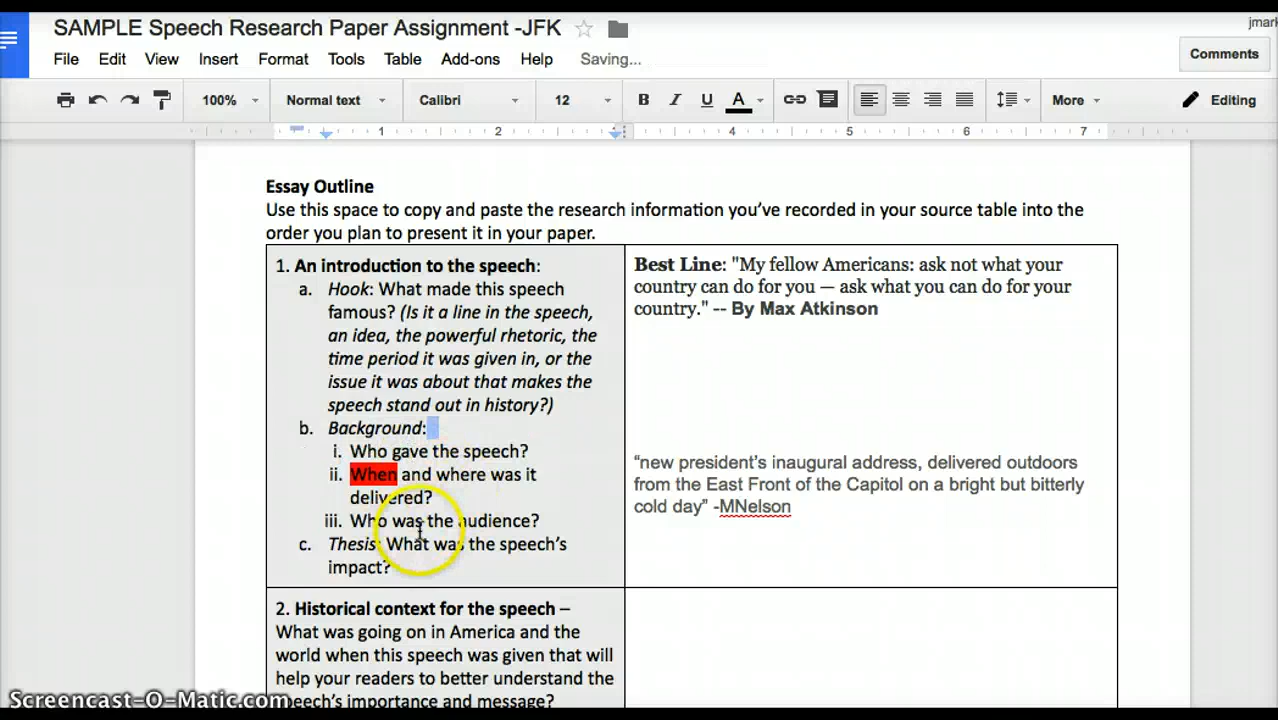 SAMPLE Speech Research Paper Assignment -JFK
File Edit View Insert Format Tools Table Add-ons Help Saving...
Comments
100% Normal text Calibri 12 B I U A More Editing
1 2 4 5 6 7
Essay Outline
Use this space to copy and paste the research information you’ve recorded in your source table into the
order you plan to present it in your paper.
1. An introduction to the speech:
a. Hook: What made this speech
famous? (Is it a line in the speech,
an idea, the powerful rhetoric, the
time period it was given in, or the
issue it was about that makes the
speech stand out in history?)
b. Background:
i. Who gave the speech?
ii. When and where was it
delivered?
iii. Who was the audience?
c. Thesis: What was the speech’s
impact?
Best Line: "My fellow Americans: ask not what your
country can do for you — ask what you can do for your
country." -- By Max Atkinson
“new president’s inaugural address, delivered outdoors
from the East Front of the Capitol on a bright but bitterly
cold day” -MNelson
2. Historical context for the speech –
What was going on in America and the
world when this speech was given that will
help your readers to better understand the
speech’s importance and message?
Screencast-O-Matic.com